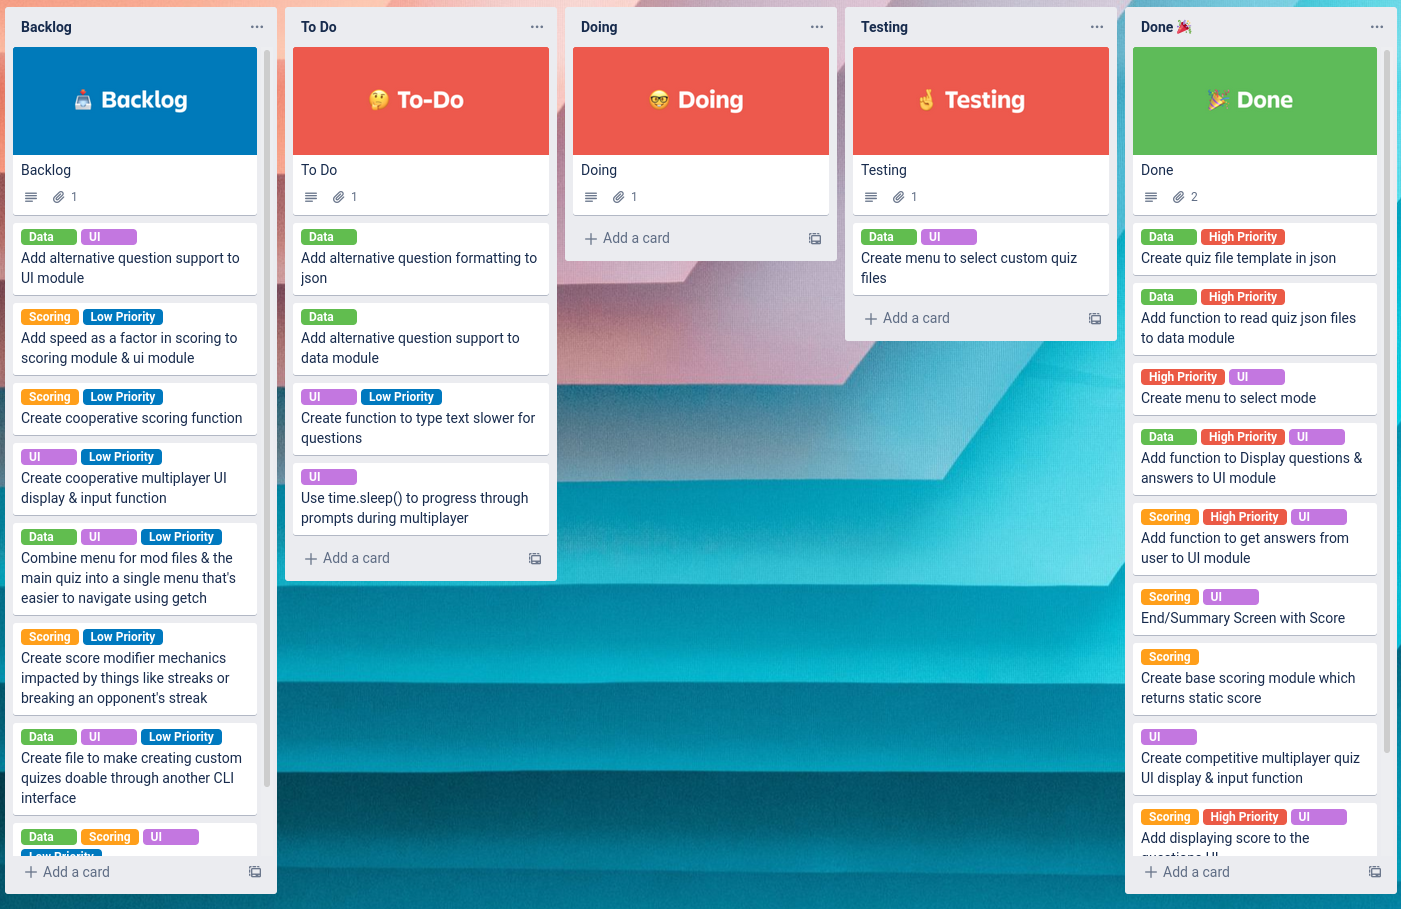 Backlog
Backlog
Backlog
1
Data UI
Add alternative question support to
UI module
Scoring Low Priority
Add speed as a factor in scoring to
scoring module & ui module
Scoring Low Priority
Create cooperative scoring function
UI Low Priority
Create cooperative multiplayer UI
display & input function
Data UI Low Priority
Combine menu for mod files & the
main quiz into a single menu that's
easier to navigate using getch
Scoring Low Priority
Create score modifier mechanics
impacted by things like streaks or
breaking an opponent's streak
Data UI Low Priority
Create file to make creating custom
quizes doable through another CLI
interface
Data Scoring UI
Low Priority
+ Add a card
To Do
🤔 To-Do
To Do
1
Data
Add alternative question formatting to
json
Data
Add alternative question support to
data module
UI Low Priority
Create function to type text slower for
questions
UI
Use time.sleep() to progress through
prompts during multiplayer
+ Add a card
Doing
🤓 Doing
Doing
1
+ Add a card
Testing
🤞 Testing
Testing
1
Data UI
Create menu to select custom quiz
files
+ Add a card
Done 🎉
🎉 Done
Done
2
Data High Priority
Create quiz file template in json
Data High Priority
Add function to read quiz json files
to data module
High Priority UI
Create menu to select mode
Data High Priority UI
Add function to Display questions &
answers to UI module
Scoring High Priority UI
Add function to get answers from
user to UI module
Scoring UI
End/Summary Screen with Score
Scoring
Create base scoring module which
returns static score
UI
Create competitive multiplayer quiz
UI display & input function
Scoring High Priority UI
Add displaying score to the
questions UI
+ Add a card